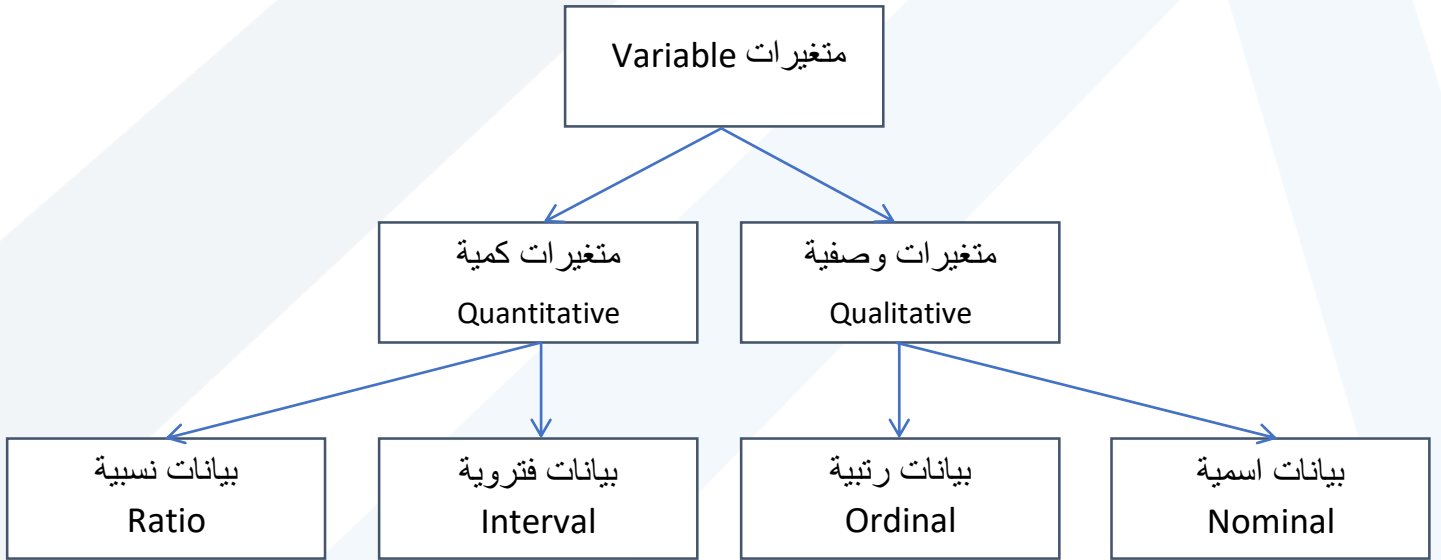 متغيرات Variable
متغيرات وصفية
Qualitative
متغيرات كمية
Quantitative
بيانات اسمية
Nominal
بيانات رتبية
Ordinal
بيانات فتروية
Interval
بيانات نسبية
Ratio